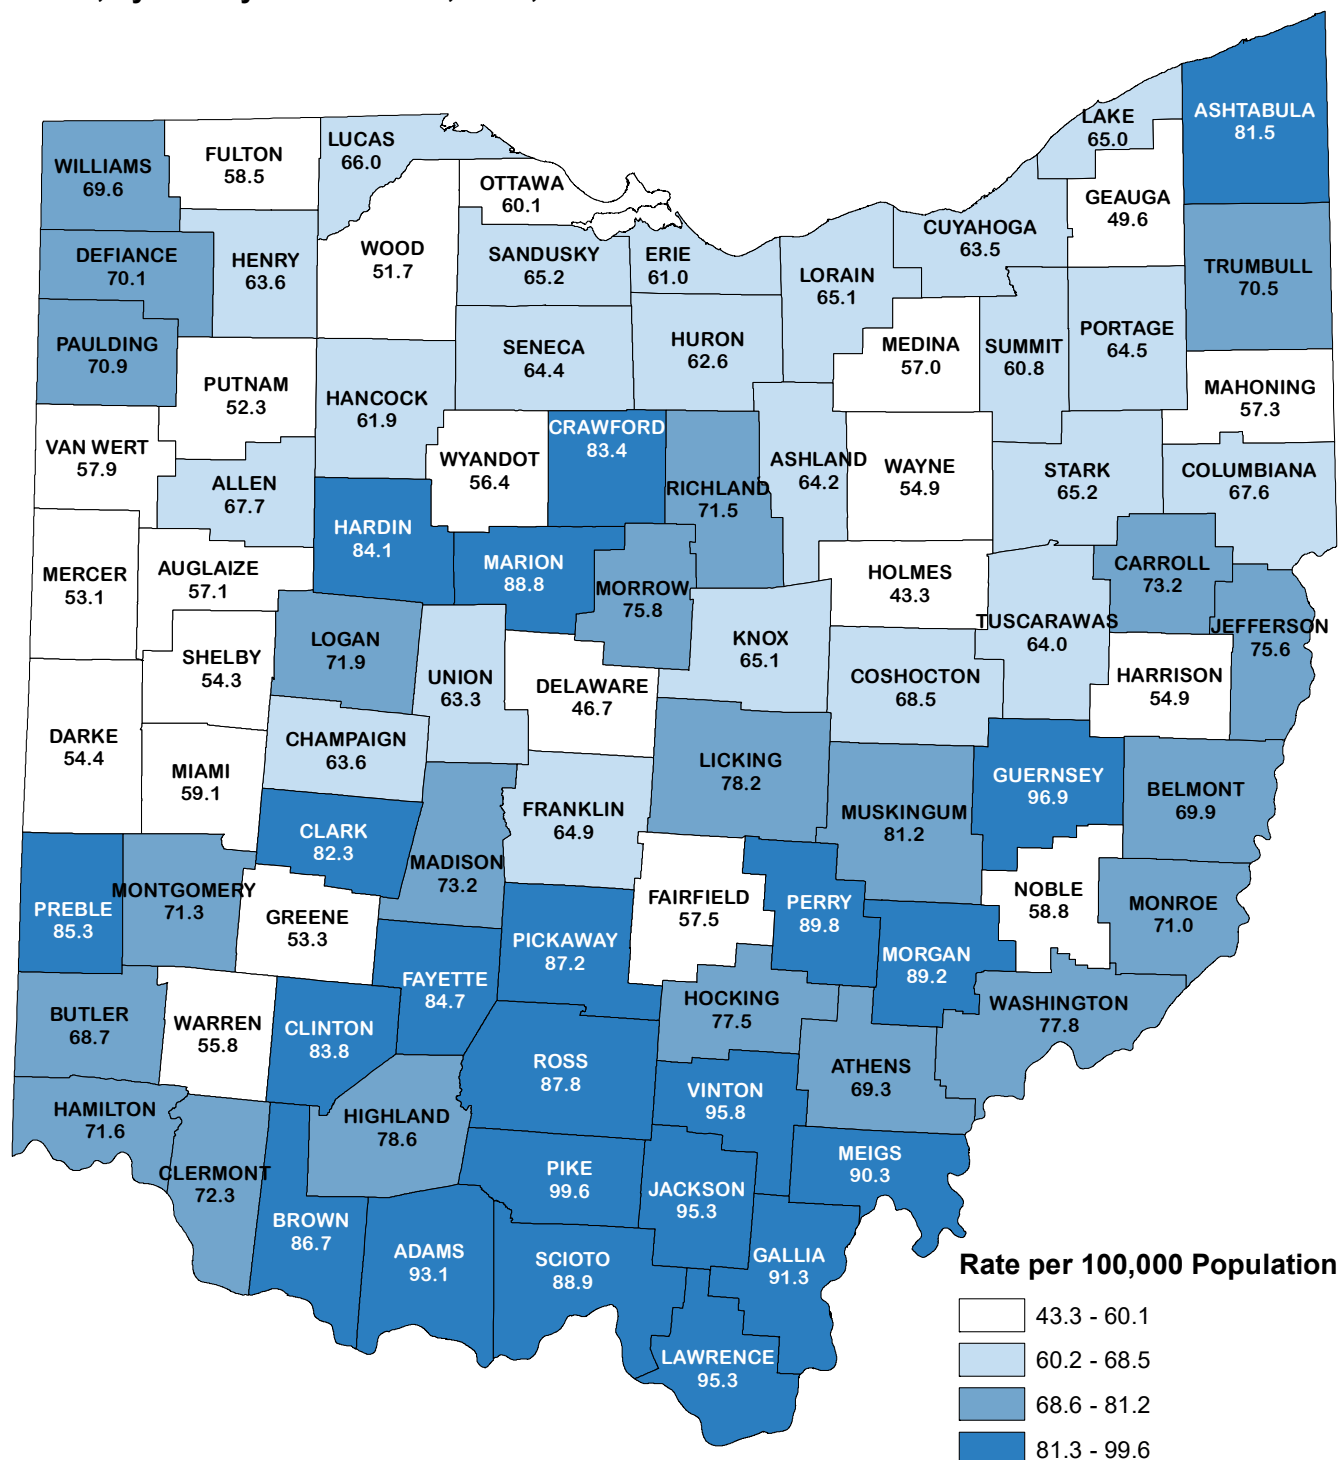 ASHTABULA
81.5
LAKE
65.0
LUCAS
66.0
FULTON
58.5
WILLIAMS
69.6
OTTAWA
60.1
GEAUGA
49.6
CUYAHOGA
63.5
WOOD
51.7
SANDUSKY
65.2
ERIE
61.0
DEFIANCE
70.1
HENRY
63.6
LORAIN
65.1
TRUMBULL
70.5
PORTAGE
64.5
PAULDING
70.9
SENECA
64.4
HURON
62.6
MEDINA
57.0
SUMMIT
60.8
PUTNAM
52.3
MAHONING
57.3
HANCOCK
61.9
CRAWFORD
83.4
VAN WERT
57.9
WYANDOT
56.4
ASHLAND
64.2
WAYNE
54.9
STARK
65.2
COLUMBIANA
67.6
ALLEN
67.7
RICHLAND
71.5
HARDIN
84.1
MARION
88.8
CARROLL
73.2
MERCER
53.1
AUGLAIZE
57.1
HOLMES
43.3
MORROW
75.8
TUSCARAWAS
64.0
JEFFERSON
75.6
LOGAN
71.9
KNOX
65.1
SHELBY
54.3
UNION
63.3
DELAWARE
46.7
COSHOCTON
68.5
HARRISON
54.9
DARKE
54.4
CHAMPAIGN
63.6
LICKING
78.2
MIAMI
59.1
GUERNSEY
96.9
BELMONT
69.9
FRANKLIN
64.9
MUSKINGUM
81.2
CLARK
82.3
MADISON
73.2
MONTGOMERY
71.3
NOBLE
58.8
FAIRFIELD
57.5
PERRY
89.8
MONROE
71.0
PREBLE
85.3
GREENE
53.3
PICKAWAY
87.2
MORGAN
89.2
FAYETTE
84.7
HOCKING
77.5
WASHINGTON
77.8
BUTLER
68.7
WARREN
55.8
CLINTON
83.8
ROSS
87.8
ATHENS
69.3
VINTON
95.8
HAMILTON
71.6
HIGHLAND
78.6
MEIGS
90.3
CLERMONT
72.3
PIKE
99.6
JACKSON
95.3
BROWN
86.7
ADAMS
93.1
SCIOTO
88.9
GALLIA
91.3
LAWRENCE
95.3
Rate per 100,000 Population
43.3 - 60.1
60.2 - 68.5
68.6 - 81.2
81.3 - 99.6